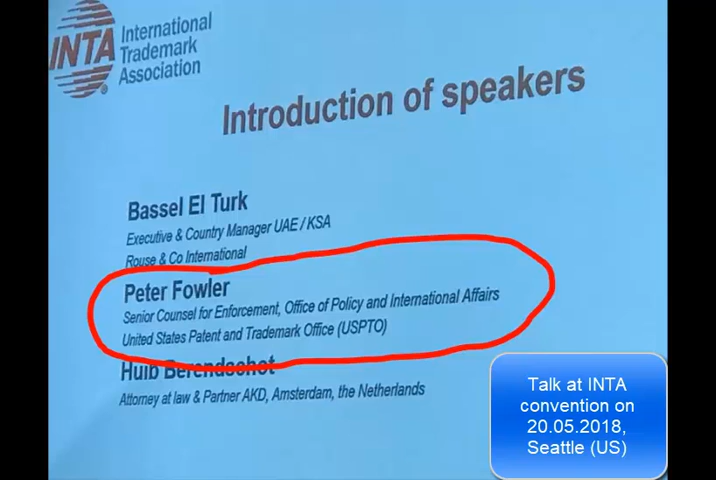 INTA
International
Trademark
Association
Introduction of speakers
Bassel El Turk
Executive & Country Manager UAE / KSA
Rouse & Co International
Peter Fowler
Senior Counsel for Enforcement, Office of Policy and International Affairs
United States Patent and Trademark Office (USPTO)
Huib Berendschot
Attorney at law & Partner AKD, Amsterdam, the Netherlands
Talk at INTA
convention on
20.05.2018,
Seattle (US)